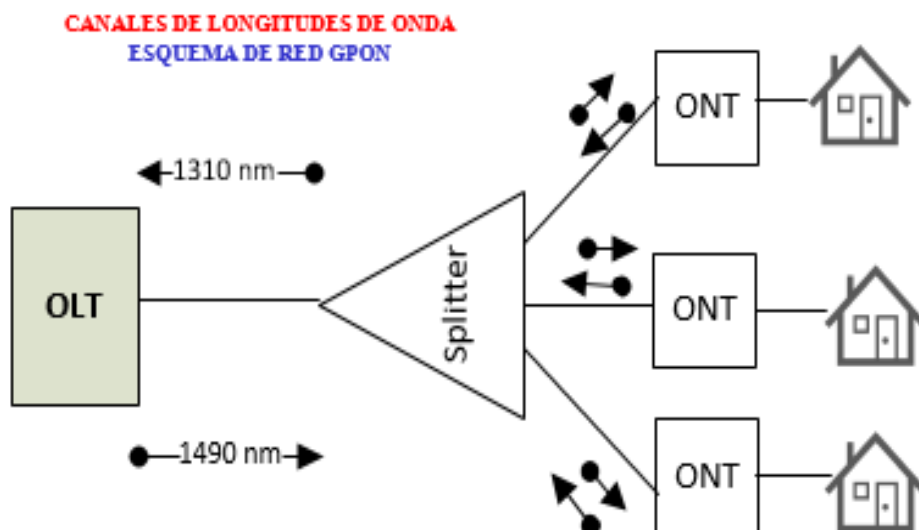 CANALES DE LONGITUDES DE ONDA
ESQUEMA DE RED GPON
ONT
1310 nm
OLT
Splitter
ONT
1490 nm
ONT